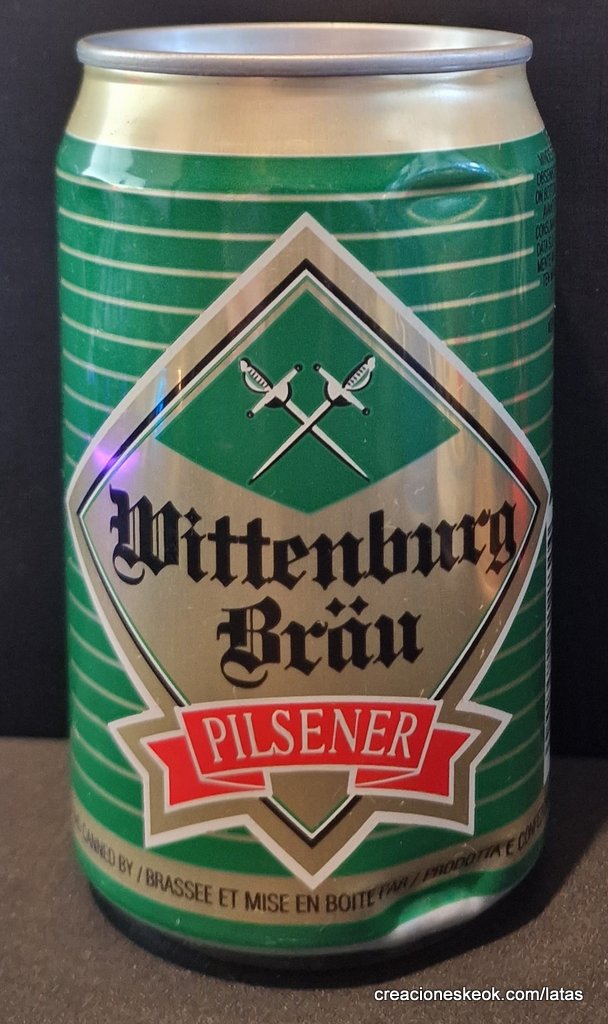 Wittenburg
Bräu
PILSENER
CANNED BY / BRASSEE ET MISE EN BOITE PAR / PRODOTTA E
creacioneskeok.com/latas